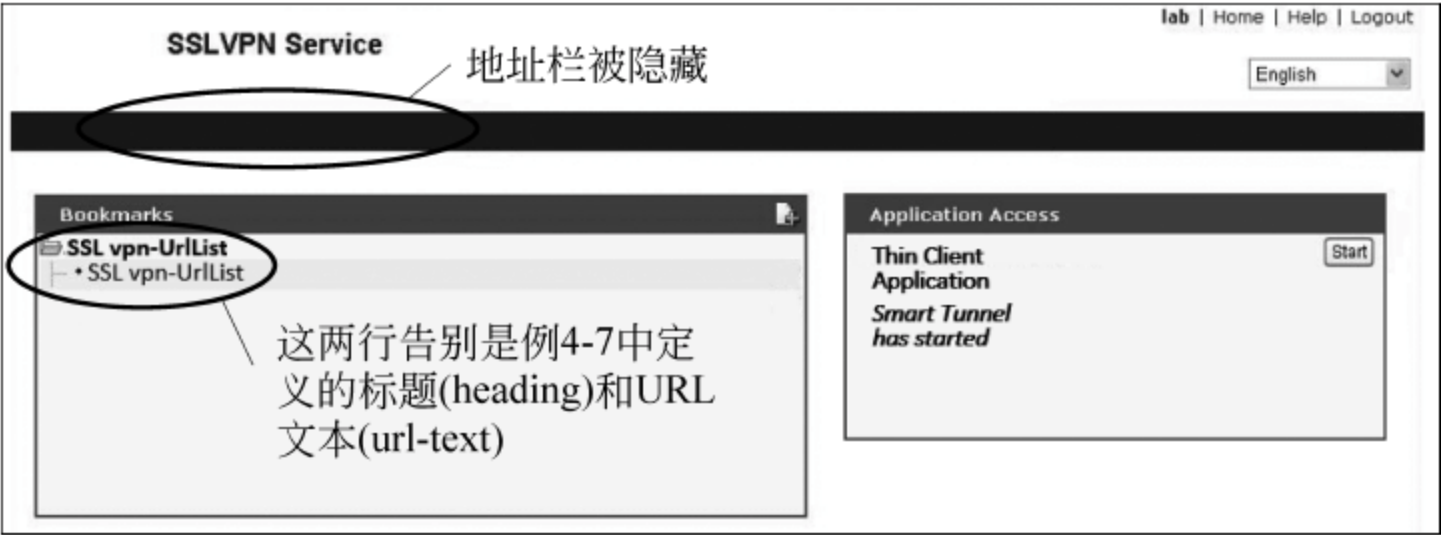 lab | Home | Help | Logout
SSLVPN Service
地址栏被隐藏
English
Bookmarks
SSL vpn-UrlList
• SSL vpn-UrlList
这两行告别是例4-7中定
义的标题(heading)和URL
文本(url-text)
Application Access
Thin Client
Application
Start
Smart Tunnel
has started